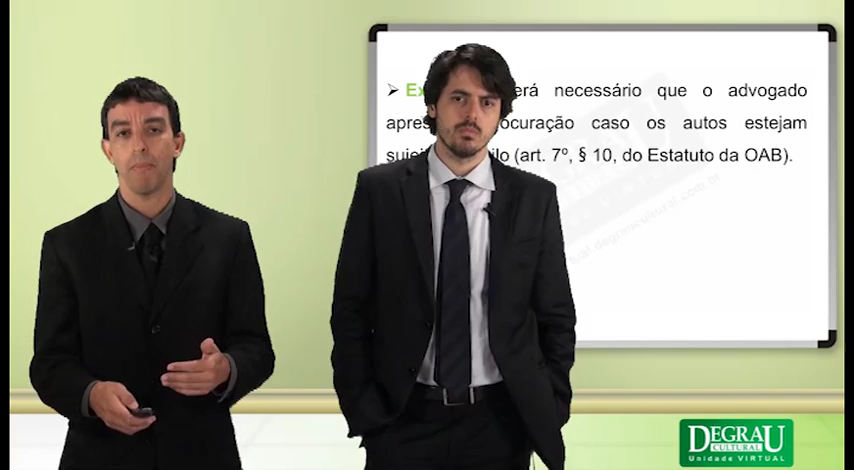 ➤ Ex erá necessário que o advogado
apres ocuração caso os autos estejam
sujei ilo (art. 7º, § 10, do Estatuto da OAB).
DEGRAU
CULTURAL
Unidade VIRTUAL